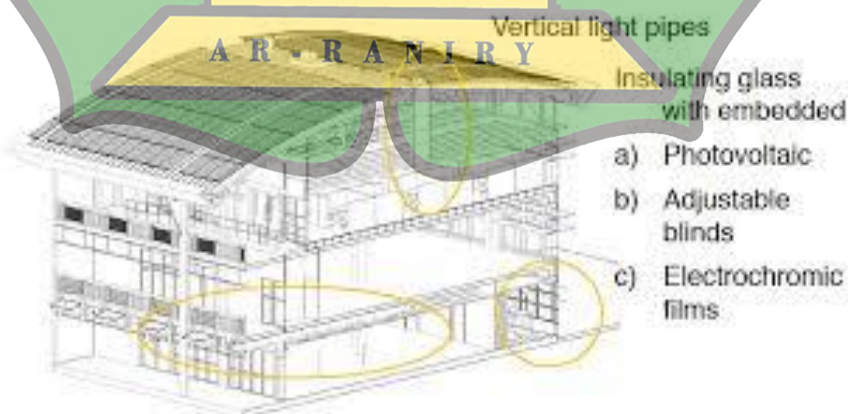 Vertical light pipes
AR-RANIRY
Insulating glass
with embedded
a) Photovoltaic
b) Adjustable
blinds
c) Electrochromic
films